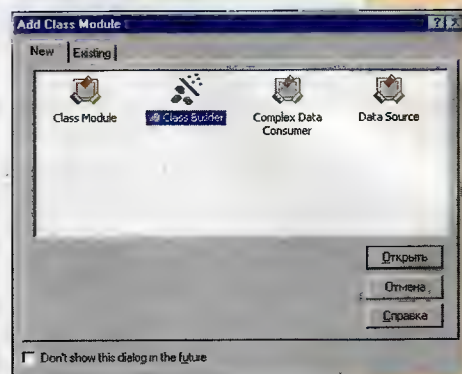 Add Class Module
New Existing
Class Module
VB Class Builder
Complex Data
Consumer
Data Source
Открыть
Отмена
Справка
Don't show this dialog in the future